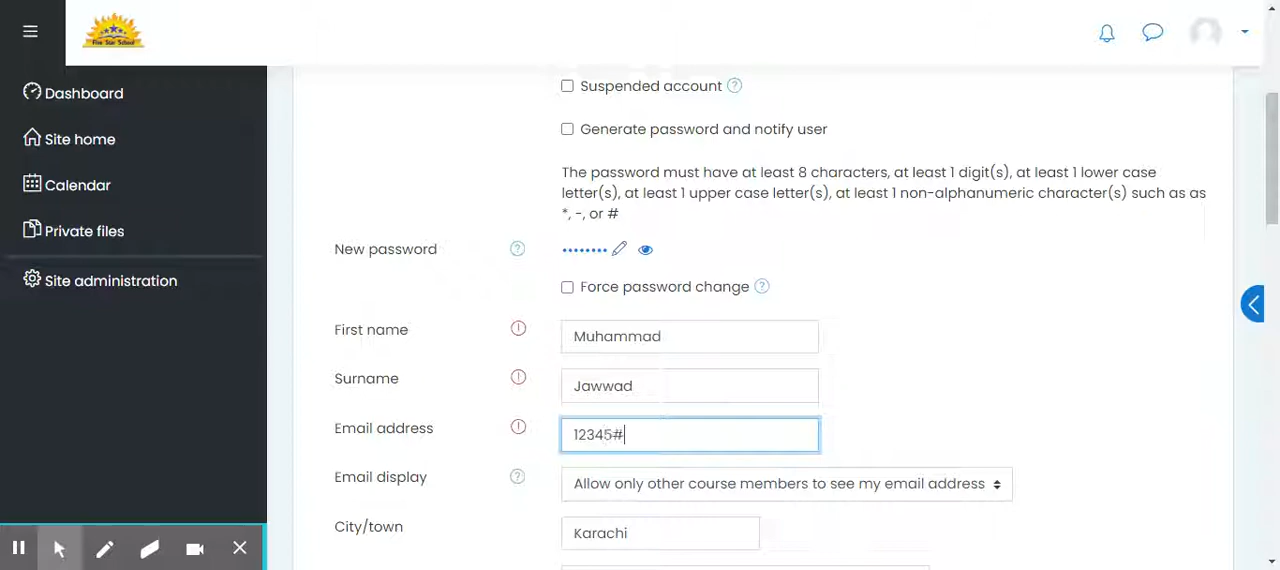 Five Star School
Suspended account
Dashboard
Generate password and notify user
Site home
The password must have at least 8 characters, at least 1 digit(s), at least 1 lower case
Calendar
letter(s), at least 1 upper case letter(s), at least 1 non-alphanumeric character(s) such as as
*, -, or #
Private files
New password ••••••••
Site administration
Force password change
First name Muhammad
Surname Jawwad
Email address 12345#
Email display Allow only other course members to see my email address
City/town Karachi